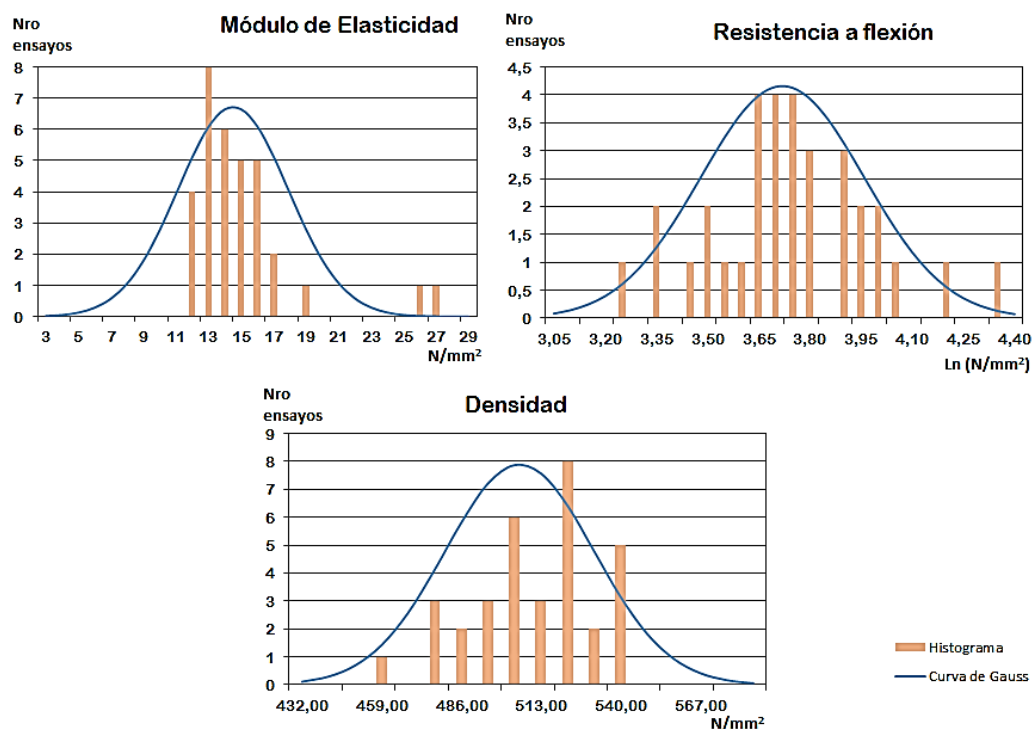 Nro
ensayos
Módulo de Elasticidad
8
7
6
5
4
3
2
1
0
3 5 7 9 11 13 15 17 19 21 23 25 27 29
N/mm²
Nro
ensayos
Resistencia a flexión
4,5
4
3,5
3
2,5
2
1,5
1
0,5
0
3,05 3,20 3,35 3,50 3,65 3,80 3,95 4,10 4,25 4,40
Ln (N/mm²)
Nro
ensayos
Densidad
9
8
7
6
5
4
3
2
1
0
432,00 459,00 486,00 513,00 540,00 567,00
N/mm²
Histograma
Curva de Gauss